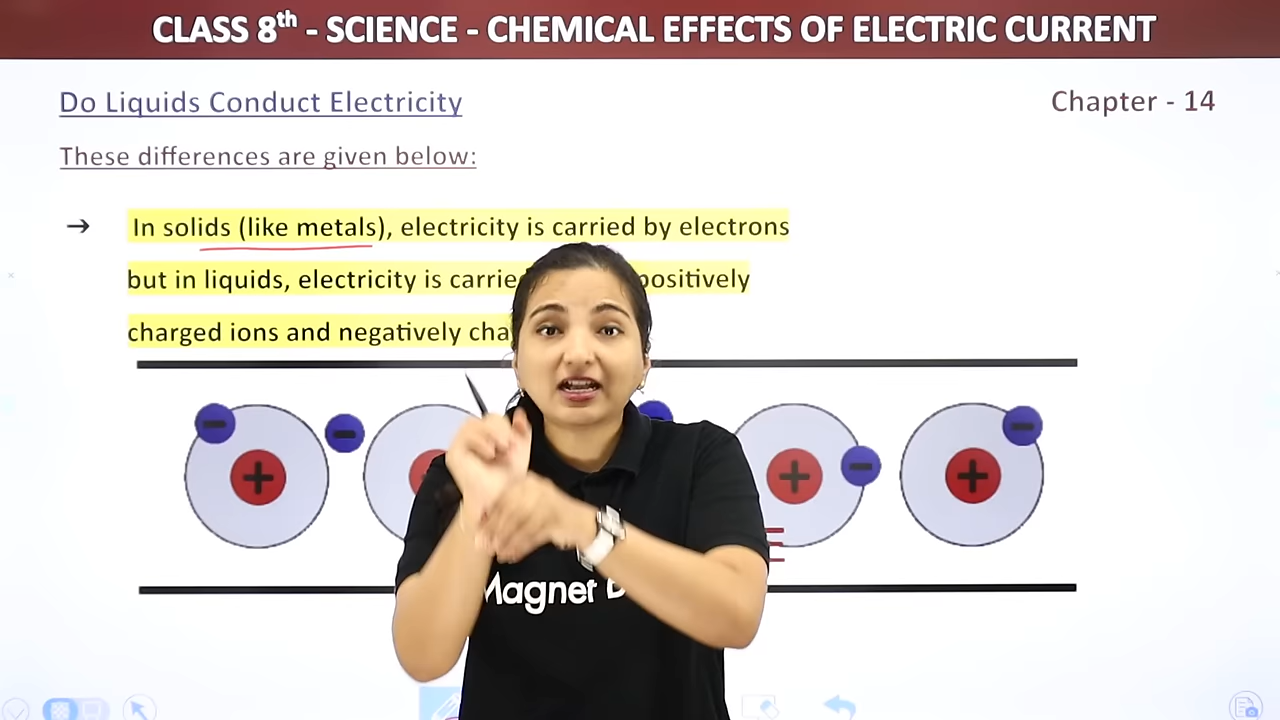 CLASS 8th - SCIENCE - CHEMICAL EFFECTS OF ELECTRIC CURRENT
Do Liquids Conduct Electricity
Chapter - 14
These differences are given below:
→ In solids (like metals), electricity is carried by electrons
but in liquids, electricity is positively
charged ions and negatively
- - - -
+ + +
Magnet